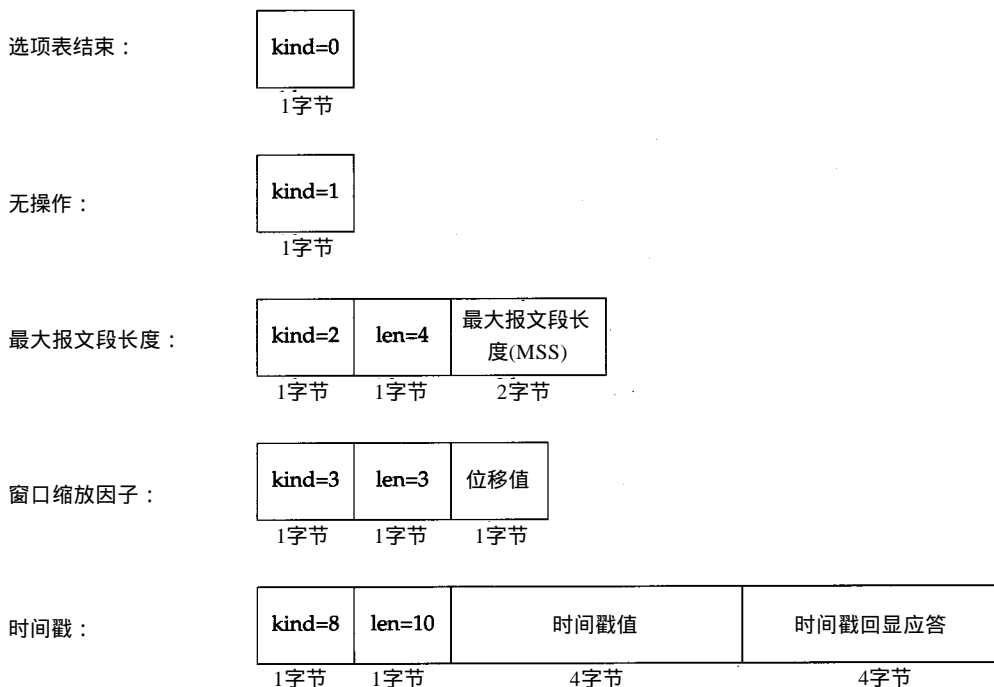 选项表结束：
kind=0
1字节
无操作：
kind=1
1字节
最大报文段长度：
kind=2 len=4 最大报文段长
度(MSS)
1字节 1字节 2字节
窗口缩放因子：
kind=3 len=3 位移值
1字节 1字节 1字节
时间戳：
kind=8 len=10 时间戳值 时间戳回显应答
1字节 1字节 4字节 4字节